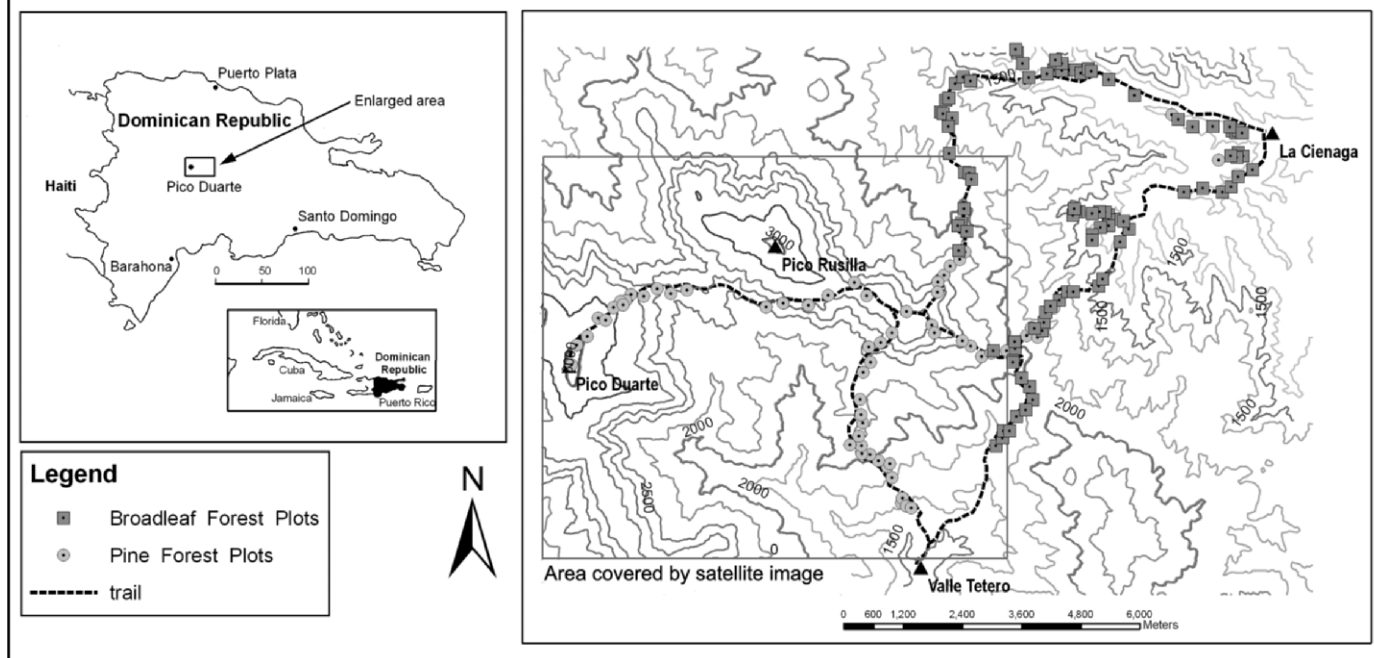 Puerto Plata
Enlarged area
Dominican Republic
Pico Duarte
Haiti
Santo Domingo
Barahona
0 50 100
Florida
Cuba
Dominican
Republic
Jamaica
Puerto Rico
Legend
Broadleaf Forest Plots
Pine Forest Plots
trail
N
1500
La Cienaga
3000
Pico Rusilla
1500
1500
1500
3000
Pico Duarte
2000
2000
1500
2500
2000
1500
0
Area covered by satellite image
Valle Tetero
0 600 1,200 2,400 3,600 4,800 6,000
Meters